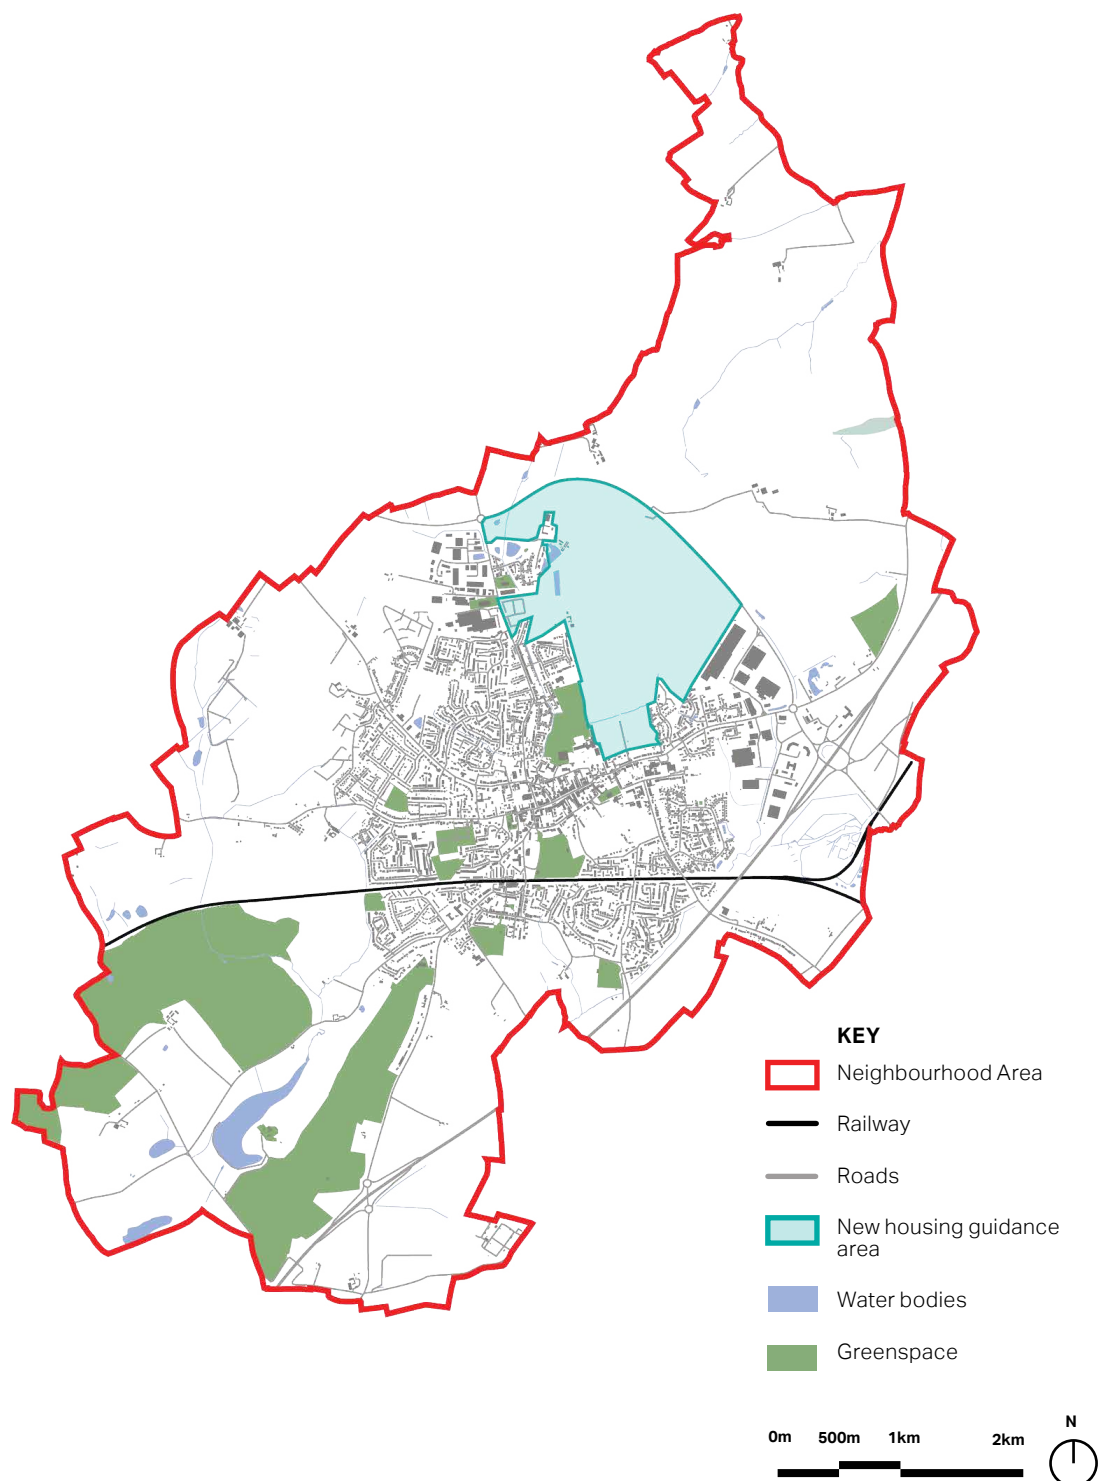 KEY
Neighbourhood Area
Railway
Roads
New housing guidance
area
Water bodies
Greenspace
N
0m 500m 1km 2km